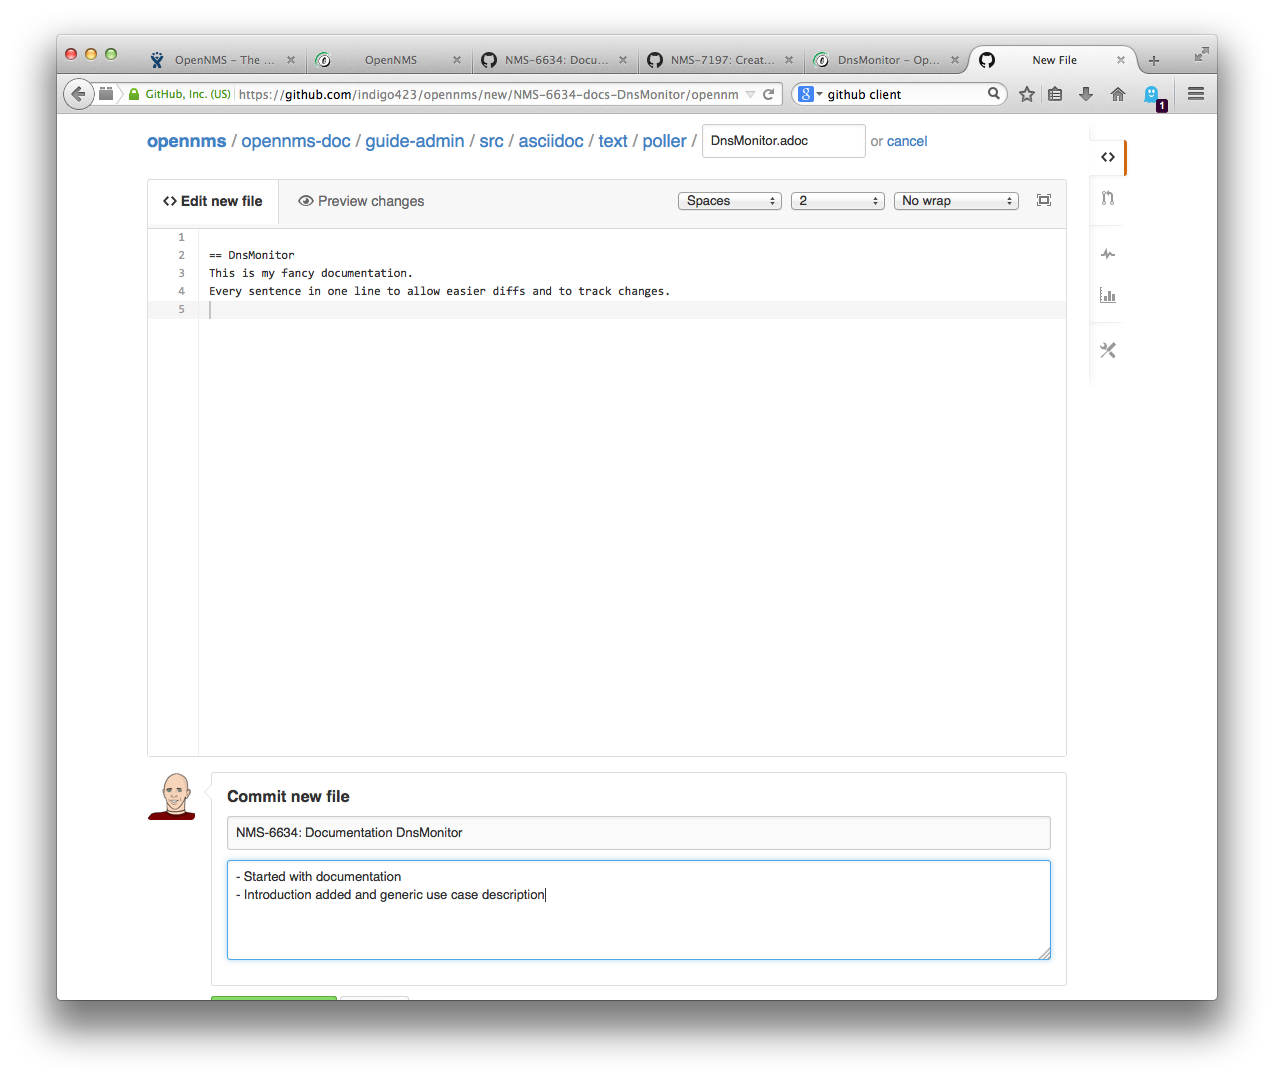 OpenNMS – The ...
OpenNMS
NMS-6634: Docu...
NMS-7197: Creat...
DnsMonitor – Op...
New File
GitHub, Inc. (US)
https://github.com/indigo423/opennms/new/NMS-6634-docs-DnsMonitor/opennm
8
github client
1
opennms / opennms-doc / guide-admin / src / asciidoc / text / poller / DnsMonitor.adoc or cancel
<> Edit new file
Preview changes
Spaces
2
No wrap
<>
1
2 == DnsMonitor
3 This is my fancy documentation.
4 Every sentence in one line to allow easier diffs and to track changes.
5
Commit new file
NMS-6634: Documentation DnsMonitor
- Started with documentation
- Introduction added and generic use case description